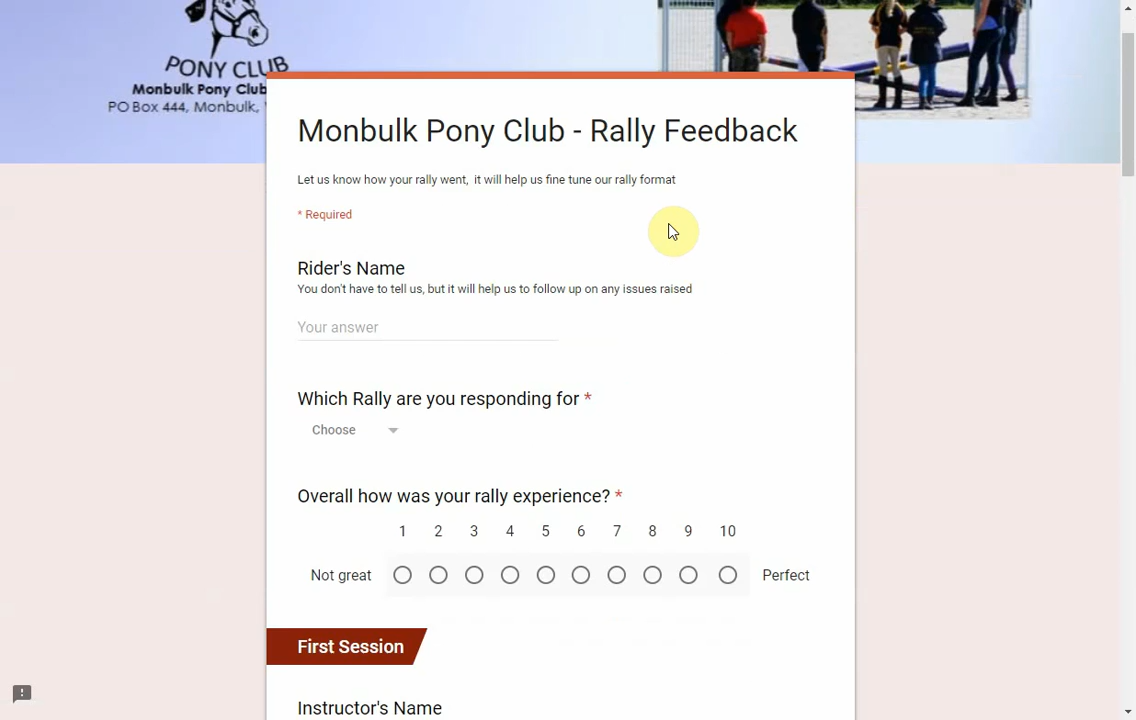 PONY CLUB
Monbulk Pony Club
PO Box 444, Monbulk,
Monbulk Pony Club - Rally Feedback
Let us know how your rally went, it will help us fine tune our rally format
* Required
Rider's Name
You don't have to tell us, but it will help us to follow up on any issues raised
Your answer
Which Rally are you responding for *
Choose
Overall how was your rally experience? *
1 2 3 4 5 6 7 8 9 10
Not great Perfect
First Session
Instructor's Name